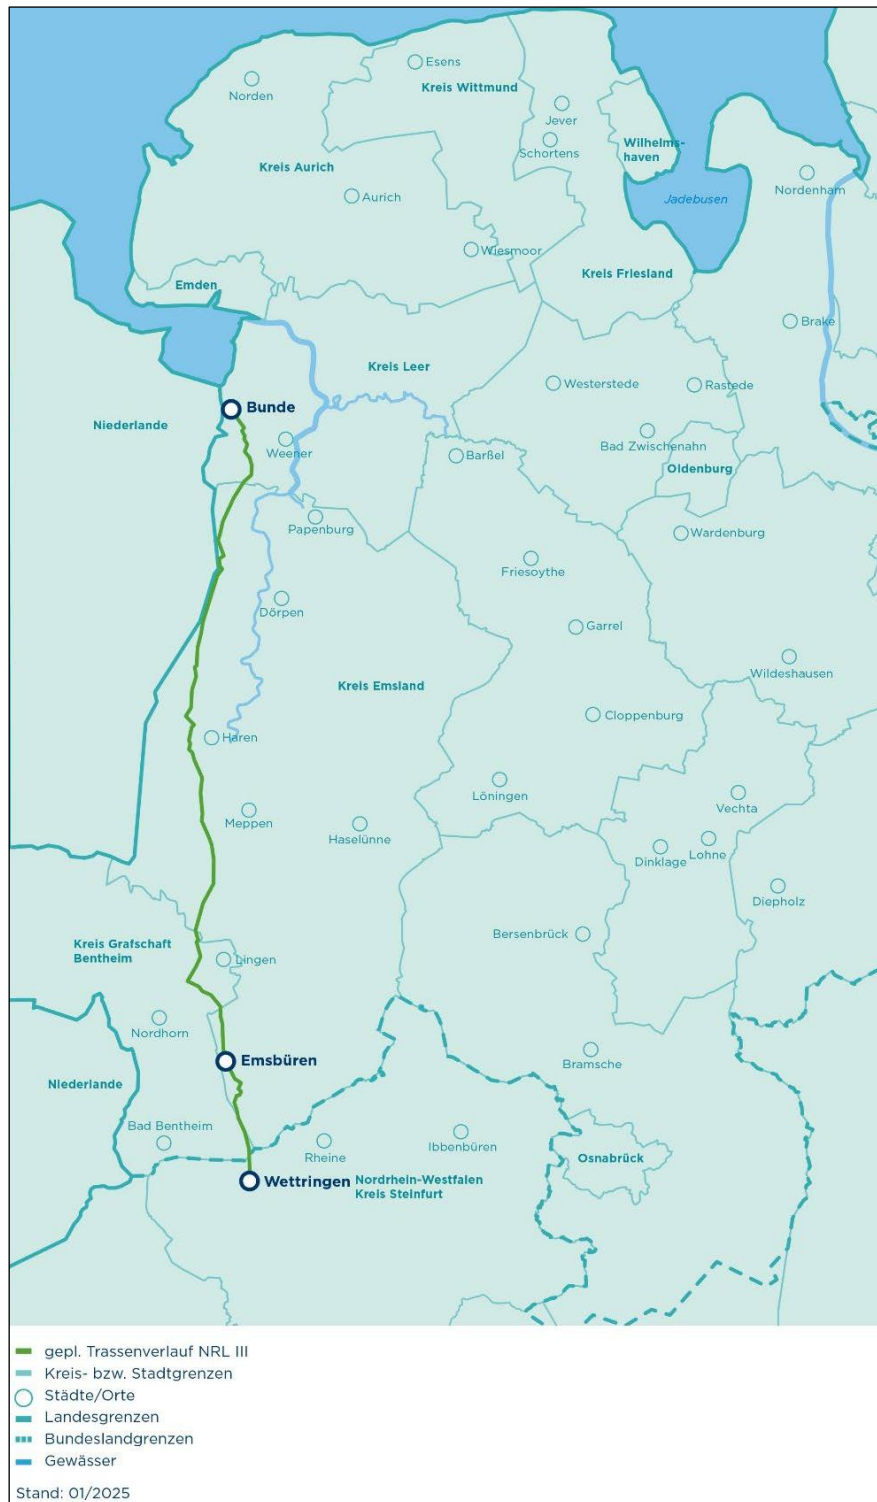 Esens
Norden
Kreis Wittmund
Jever
Schortens
Wilhelms-
haven
Kreis Aurich
Nordenham
Aurich
Jadebusen
Wiesmoor
Kreis Friesland
Emden
Brake
Kreis Leer
Westerstede
Rastede
Bunde
Niederlande
Weener
Bad Zwischenahn
Barßel
Oldenburg
Papenburg
Wardenburg
Friesoythe
Dörpen
Garrel
Wildeshausen
Kreis Emsland
Cloppenburg
Haren
Löningen
Vechta
Meppen
Haselünne
Lohne
Dinklage
Diepholz
Bersenbrück
Kreis Grafschaft
Bentheim
Lingen
Nordhorn
Emsbüren
Bramsche
Niederlande
Bad Bentheim
Rheine
Ibbenbüren
Osnabrück
Wettringen
Nordrhein-Westfalen
Kreis Steinfurt
gepl. Trassenverlauf NRL III
Kreis- bzw. Stadtgrenzen
Städte/Orte
Landesgrenzen
Bundeslandgrenzen
Gewässer
Stand: 01/2025